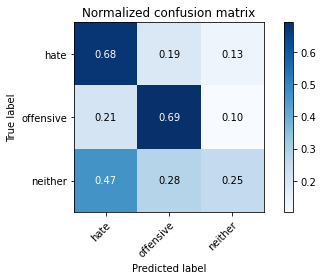 Normalized confusion matrix
hate 0.68 0.19 0.13
offensive 0.21 0.69 0.10
neither 0.47 0.28 0.25
hate offensive neither
True label
Predicted label
0.6
0.5
0.4
0.3
0.2